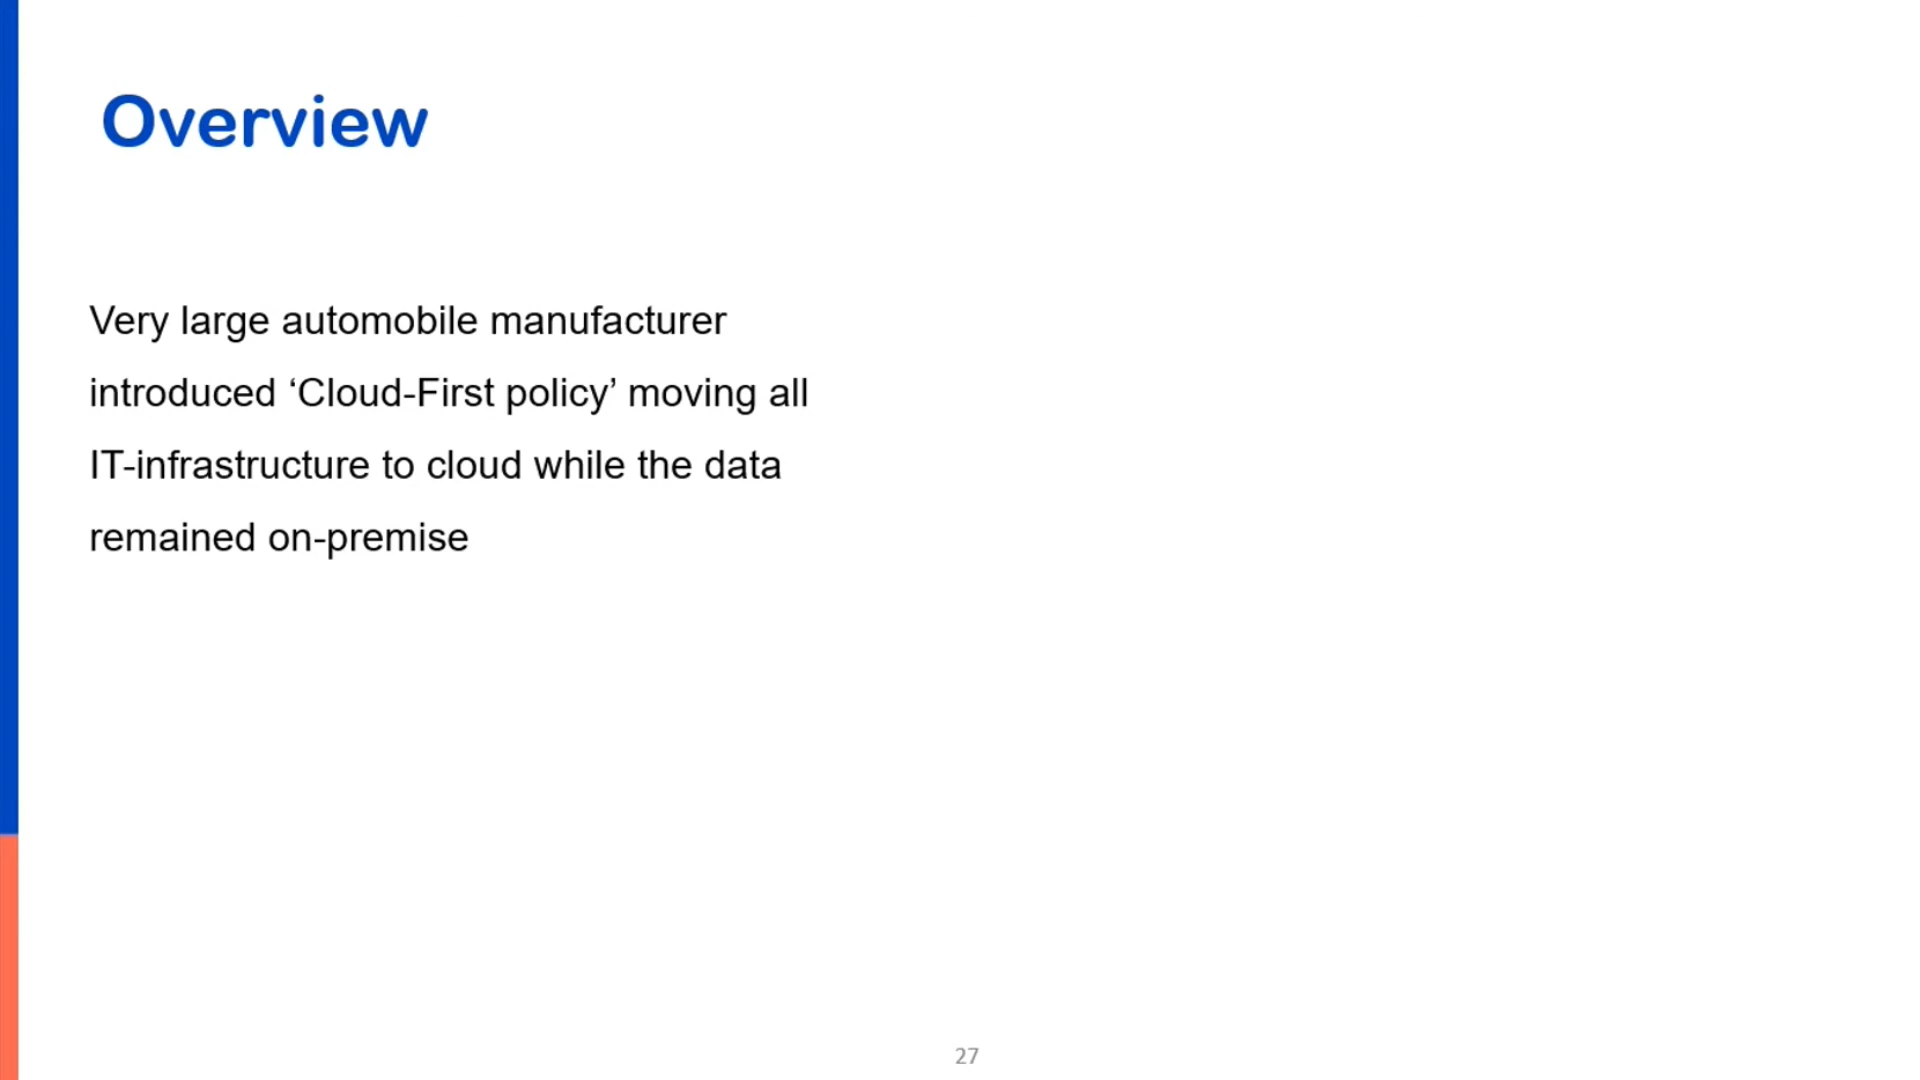 Overview
Very large automobile manufacturer
introduced ‘Cloud-First policy’ moving all
IT-infrastructure to cloud while the data
remained on-premise
27